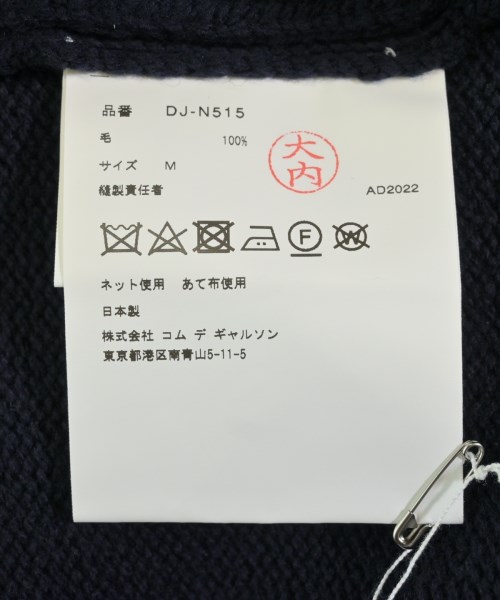 品番 DJ-N515
毛 100%
サイズ M
大内
縫製責任者 AD2022
F W
ネット使用 あて布使用
日本製
株式会社 コム デ ギャルソン
東京都港区南青山5-11-5